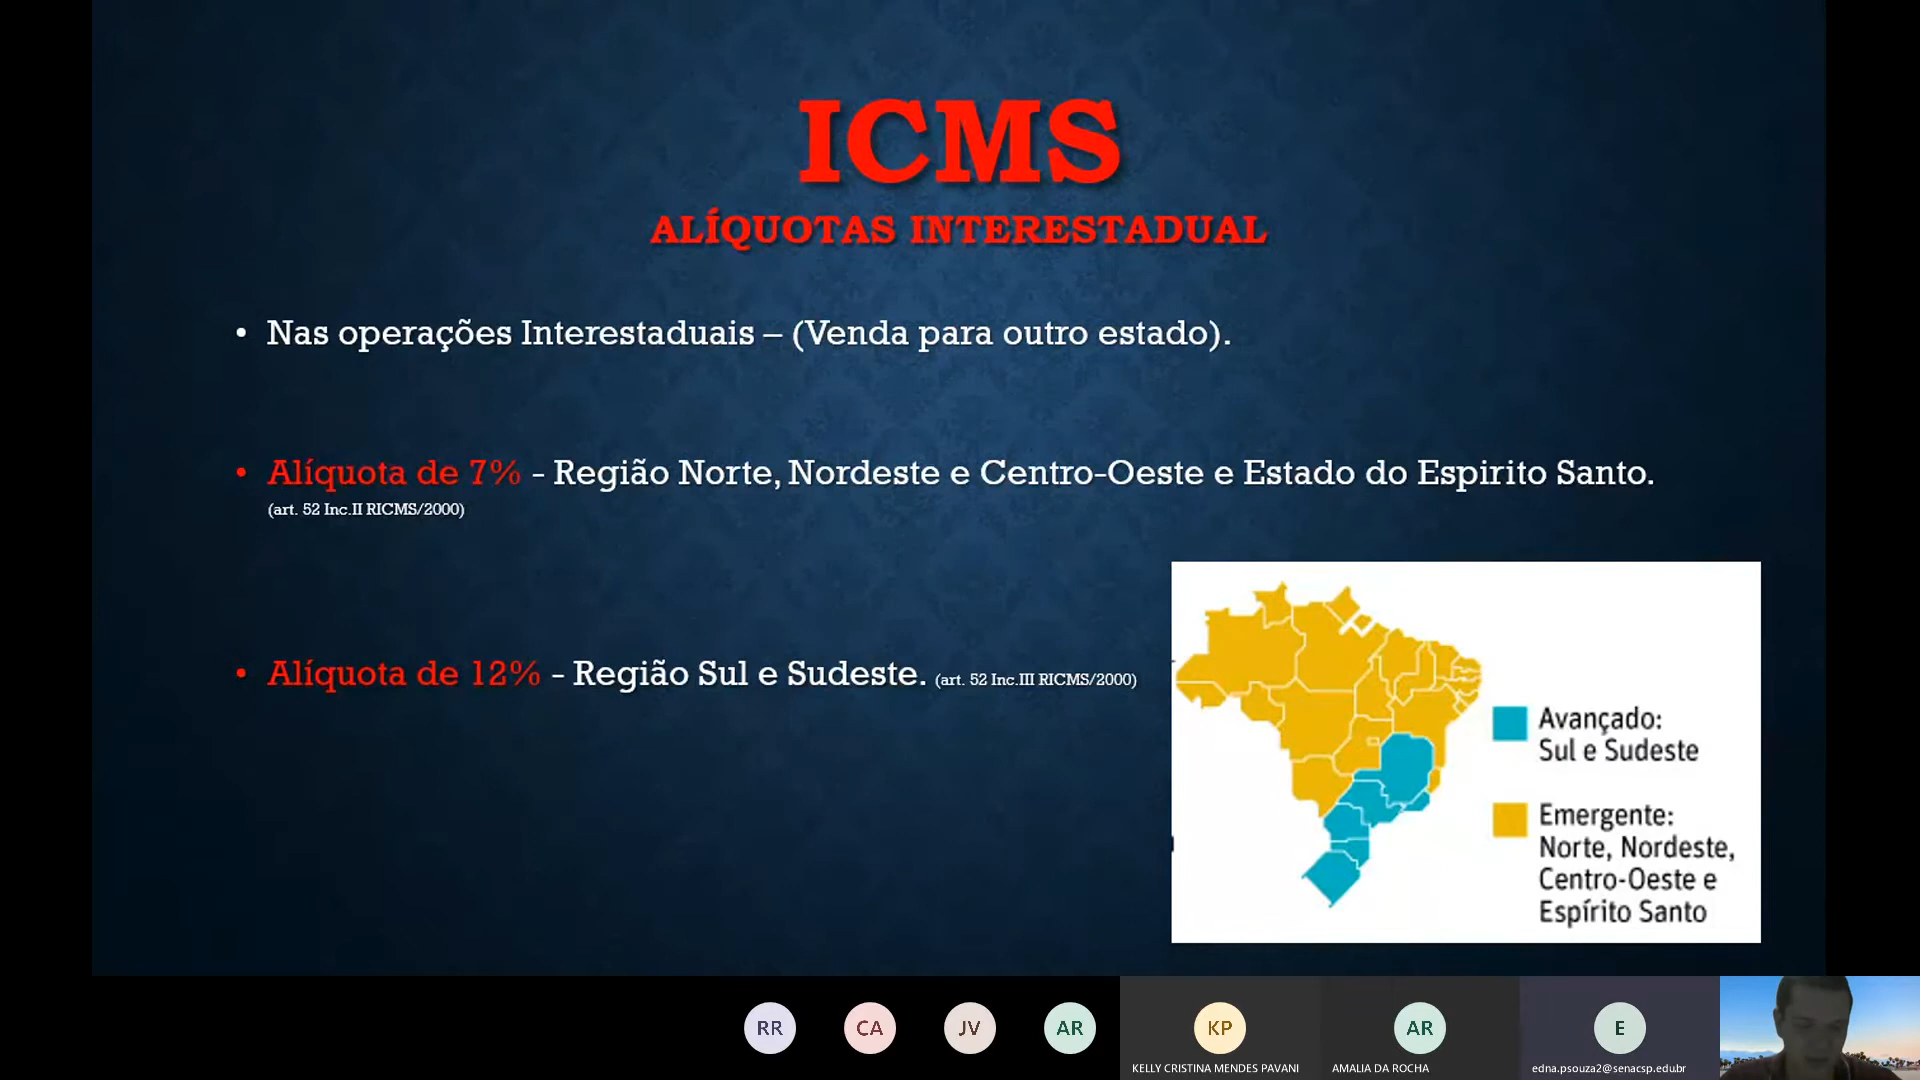 ICMS
ALÍQUOTAS INTERESTADUAL
• Nas operações Interestaduais – (Venda para outro estado).
• Alíquota de 7% - Região Norte, Nordeste e Centro-Oeste e Estado do Espirito Santo.
(art. 52 Inc.II RICMS/2000)
• Alíquota de 12% - Região Sul e Sudeste. (art. 52 Inc.III RICMS/2000)
Avançado:
Sul e Sudeste
Emergente:
Norte, Nordeste,
Centro-Oeste e
Espírito Santo
RR CA JV AR KP AR E
KELLY CRISTINA MENDES PAVANI AMALIA DA ROCHA edna.psouza2@senacsp.edu.br